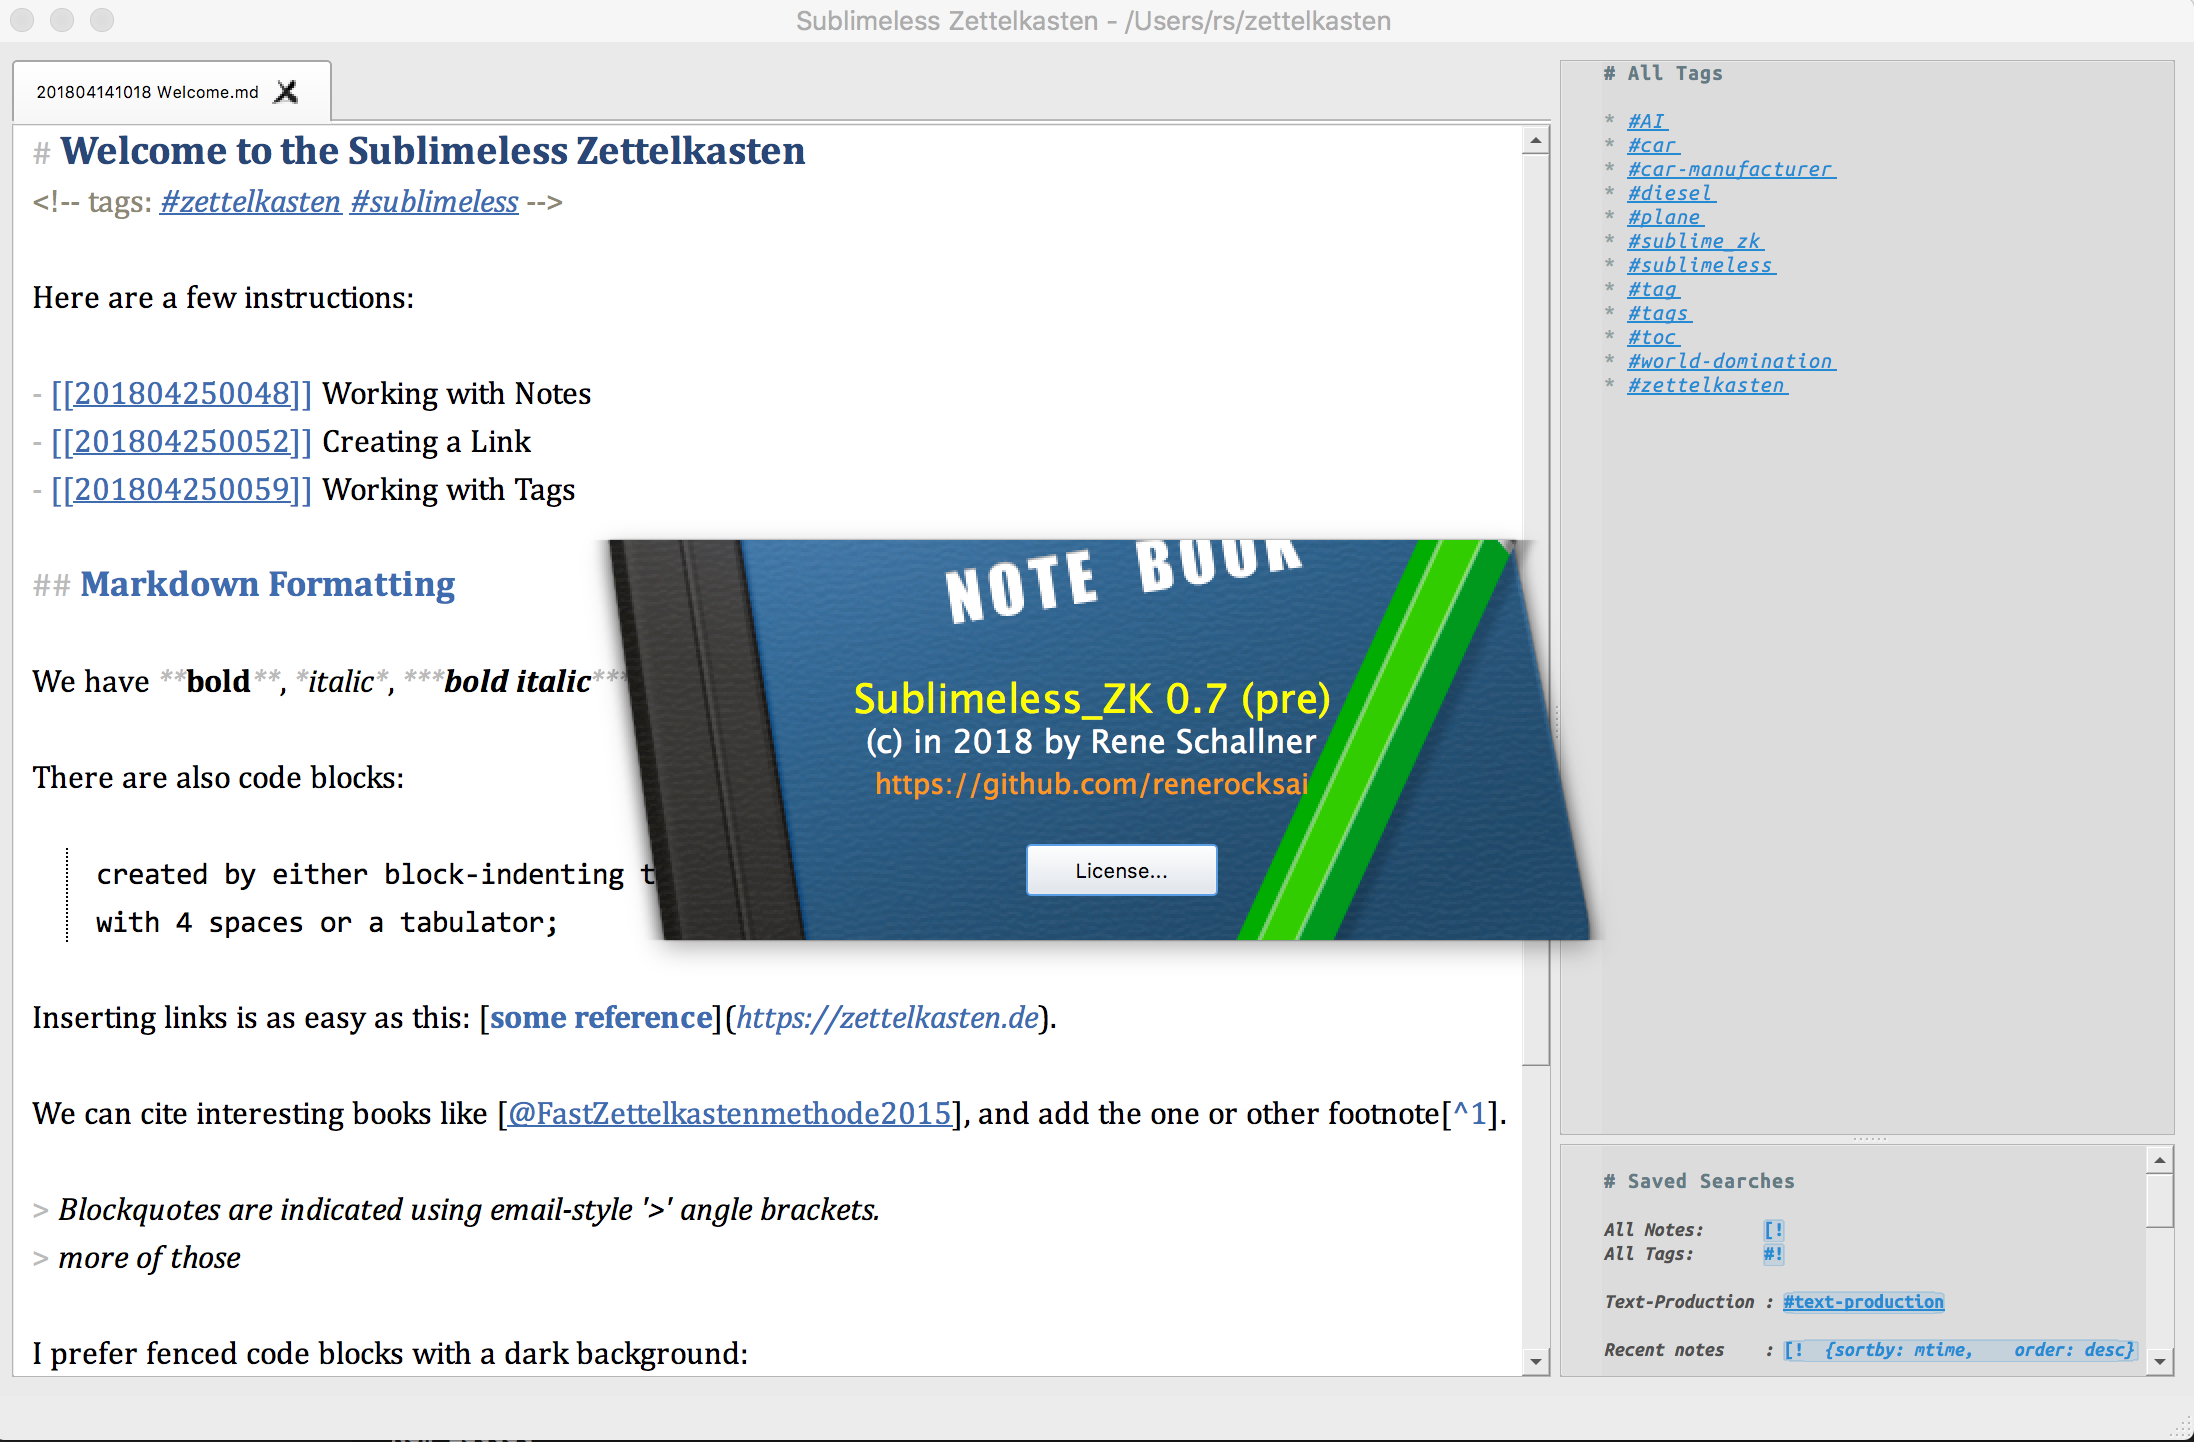 Sublimeless Zettelkasten - /Users/rs/zettelkasten
201804141018 Welcome.md
# Welcome to the Sublimeless Zettelkasten
<!-- tags: #zettelkasten #sublimeless -->
Here are a few instructions:
- [[201804250048]] Working with Notes
- [[201804250052]] Creating a Link
- [[201804250059]] Working with Tags
## Markdown Formatting
We have **bold**, *italic*, ***bold italic***
There are also code blocks:
created by either block-indenting t
with 4 spaces or a tabulator;
Inserting links is as easy as this: [some reference](https://zettelkasten.de).
We can cite interesting books like [@FastZettelkastenmethode2015], and add the one or other footnote[^1].
> Blockquotes are indicated using email-style '>' angle brackets.
> more of those
I prefer fenced code blocks with a dark background:
NOTE BOOK
Sublimeless_ZK 0.7 (pre)
(c) in 2018 by Rene Schallner
https://github.com/renerocksai
License...
# All Tags
* #AI
* #car
* #car-manufacturer
* #diesel
* #plane
* #sublime_zk
* #sublimeless
* #tag
* #tags
* #toc
* #world-domination
* #zettelkasten
# Saved Searches
All Notes: [!
All Tags: #!
Text-Production : #text-production
Recent notes : [! {sortby: mtime, order: desc}